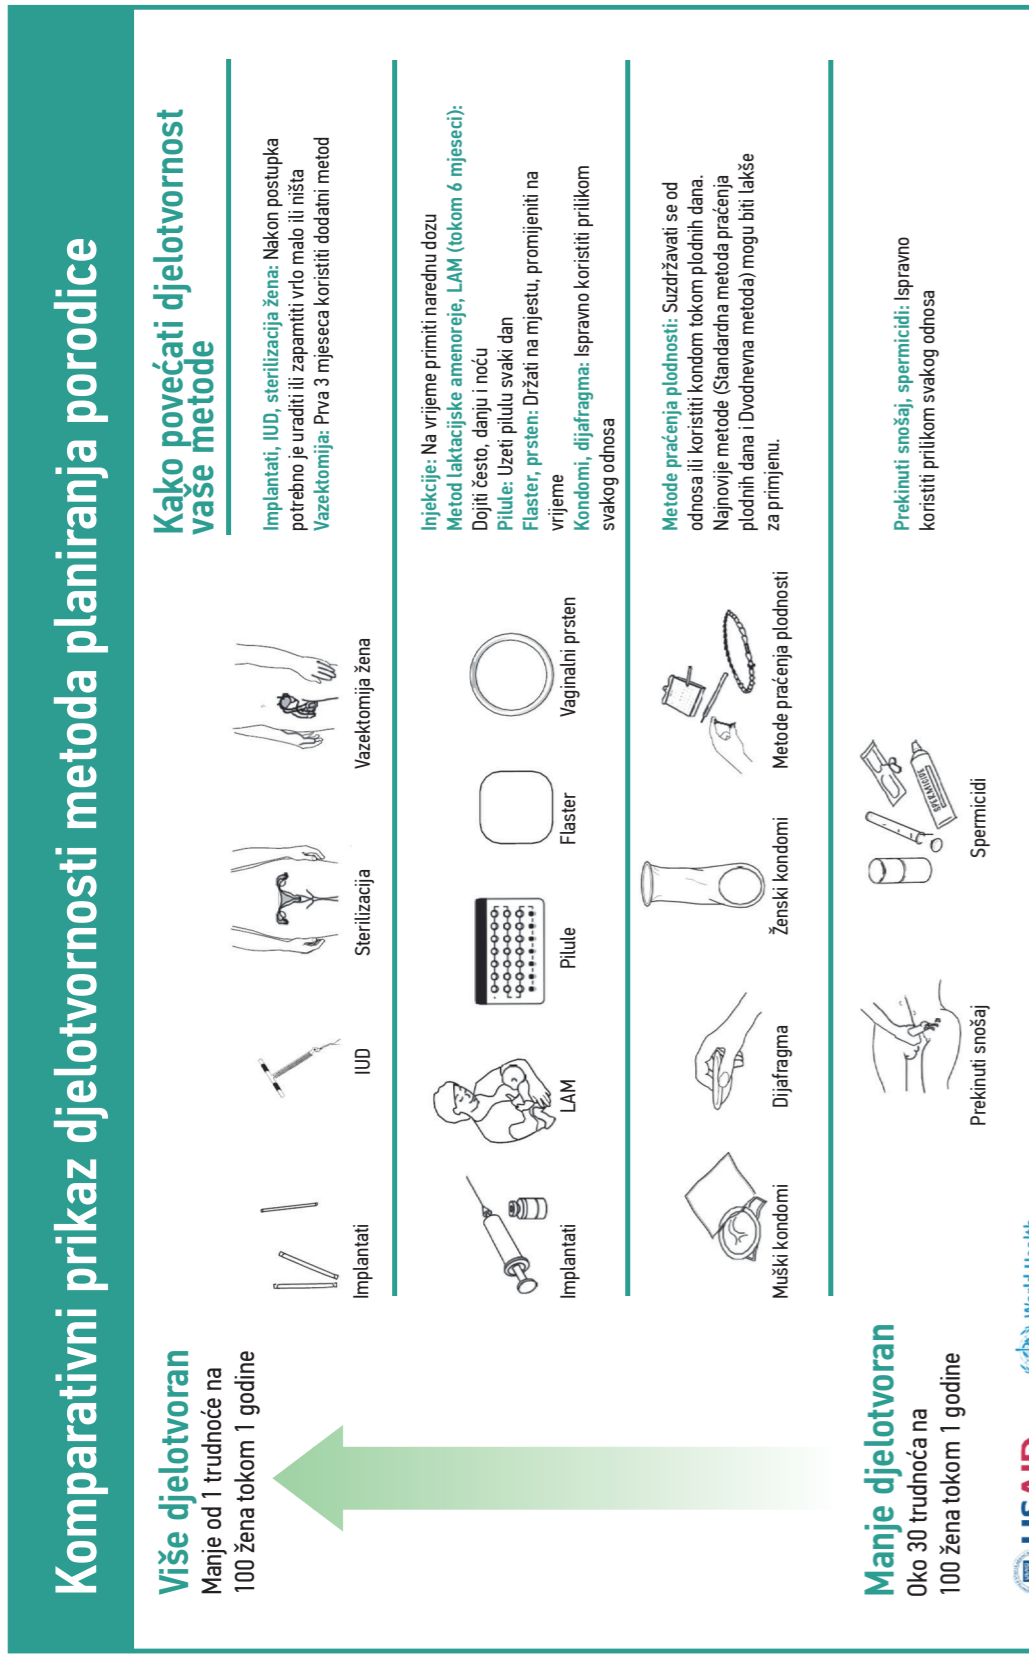 Komparativni prikaz djelotvornosti metoda planiranja porodice
Više djelotvoran
Manje od 1 trudnoće na
100 žena tokom 1 godine
Manje djelotvoran
Oko 30 trudnoća na
100 žena tokom 1 godine
Implantati
IUD
Sterilizacija
Vazektomija žena
Implantati
LAM
Pilule
Flaster
Vaginalni prsten
Muški kondomi
Dijafragma
Ženski kondomi
Metode praćenja plodnosti
Prekinuti snošaj
Spermicidi
SPERMICIDE
Kako povećati djelotvornost
vaše metode
Implantati, IUD, sterilizacija žena: Nakon postupka
potrebno je uraditi ili zapamtiti vrlo malo ili ništa
Vazektomija: Prva 3 mjeseca koristiti dodatni metod
Injekcije: Na vrijeme primiti narednu dozu
Metod laktacijske amenoreje, LAM (tokom 6 mjeseci):
Dojiti često, danju i noću
Pilule: Uzeti pilulu svaki dan
Flaster, prsten: Držati na mjestu, promijeniti na
vrijeme
Kondomi, dijafragma: Ispravno koristiti prilikom
svakog odnosa
Metode praćenja plodnosti: Suzdržavati se od
odnosa ili koristiti kondom tokom plodnih dana.
Najnovije metode (Standardna metoda praćenja
plodnih dana i Dvodnevna metoda) mogu biti lakše
za primjenu.
Prekinuti snošaj, spermicidi: Ispravno
koristiti prilikom svakog odnosa
USAID
World Health